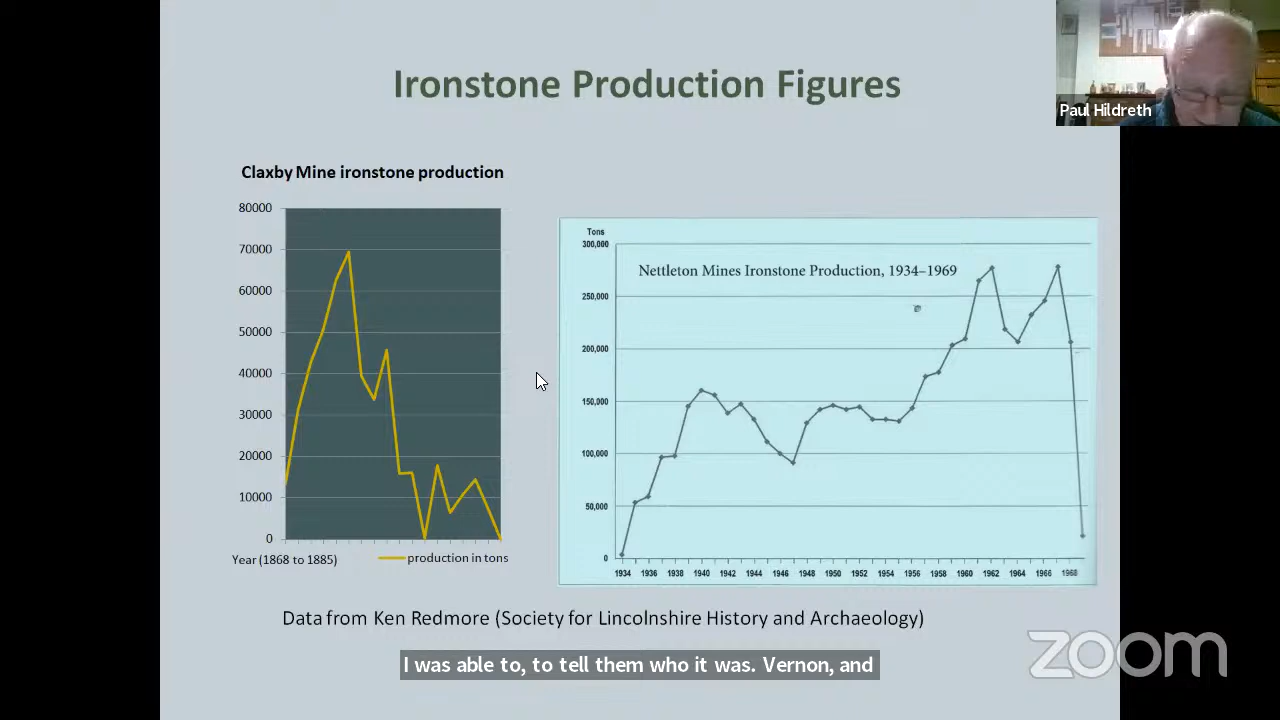 Ironstone Production Figures
Paul Hildreth
Claxby Mine ironstone production
80000
70000
60000
50000
40000
30000
20000
10000
0
Year (1868 to 1885)
production in tons
Tons
300,000
250,000
200,000
150,000
100,000
50,000
0
Nettleton Mines Ironstone Production, 1934–1969
1934 1936 1938 1940 1942 1944 1946 1948 1950 1952 1954 1956 1958 1960 1962 1964 1966 1968
Data from Ken Redmore (Society for Lincolnshire History and Archaeology)
I was able to, to tell them who it was. Vernon, and
zoom